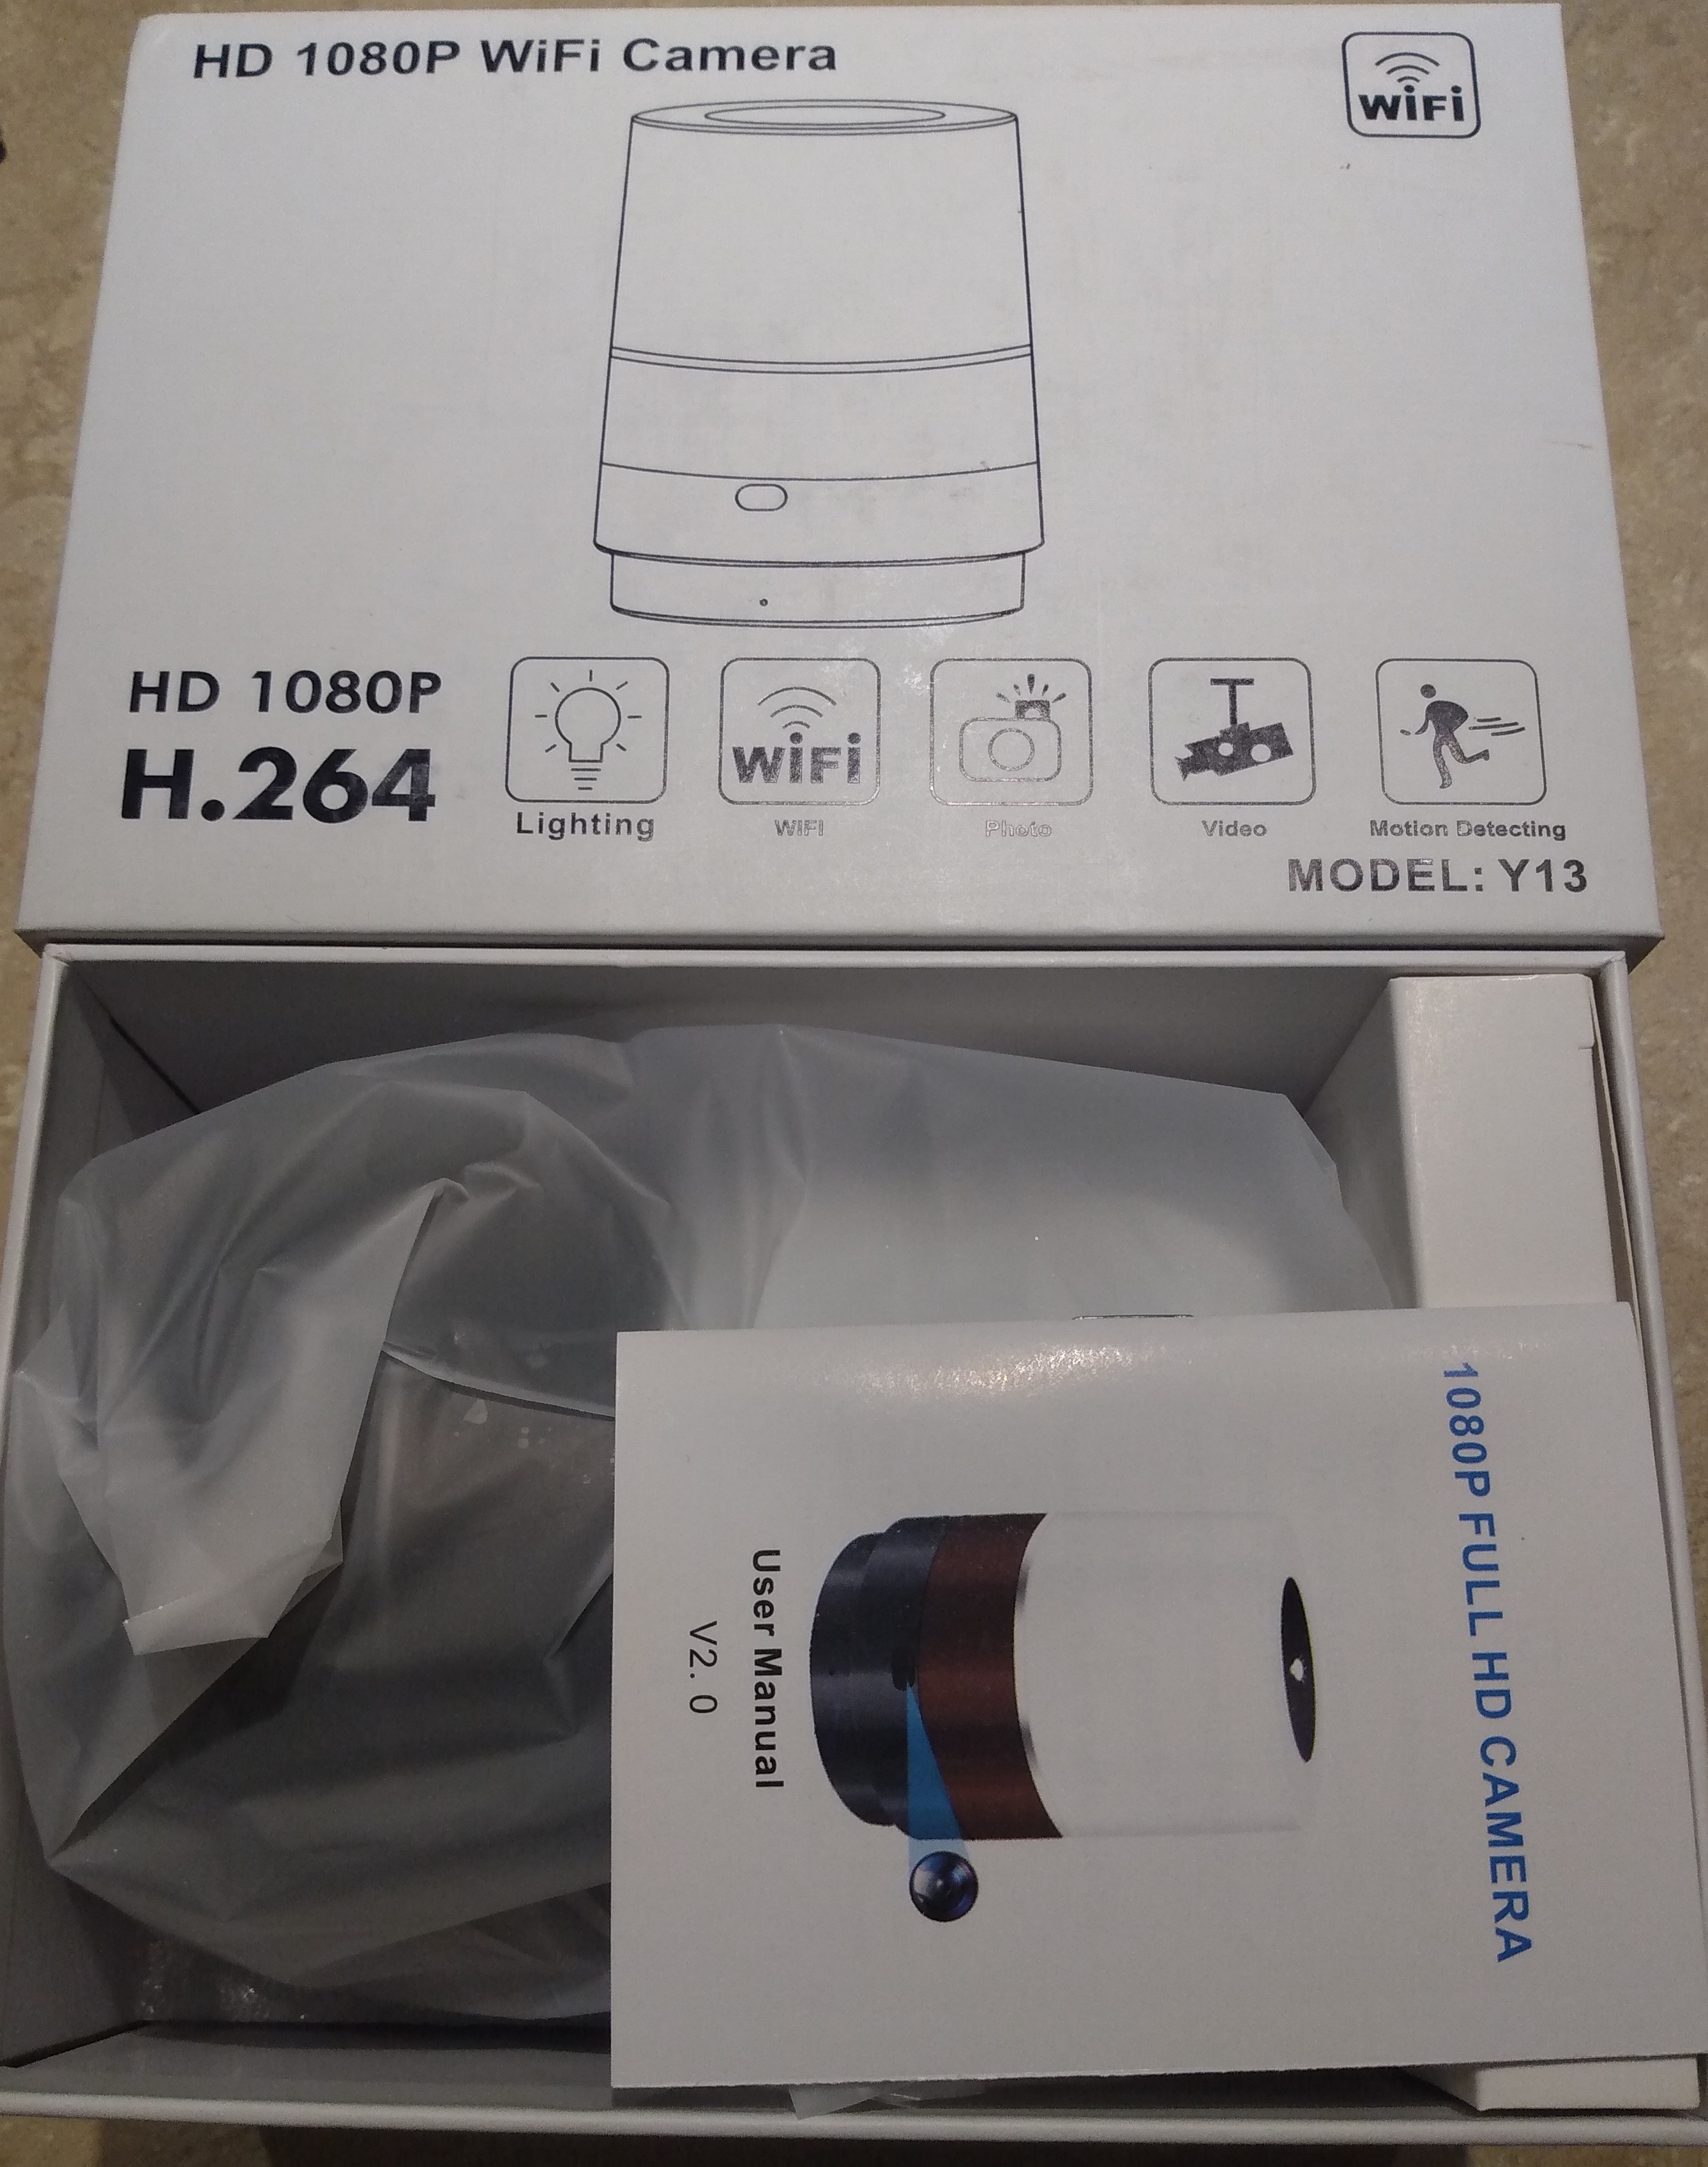 HD 1080P WiFi Camera
WiFi
HD 1080P
H.264
WiFi
Lighting
WIFI
Photo
Video
Motion Detecting
MODEL: Y13
1080P FULL HD CAMERA
User Manual
V2. 0